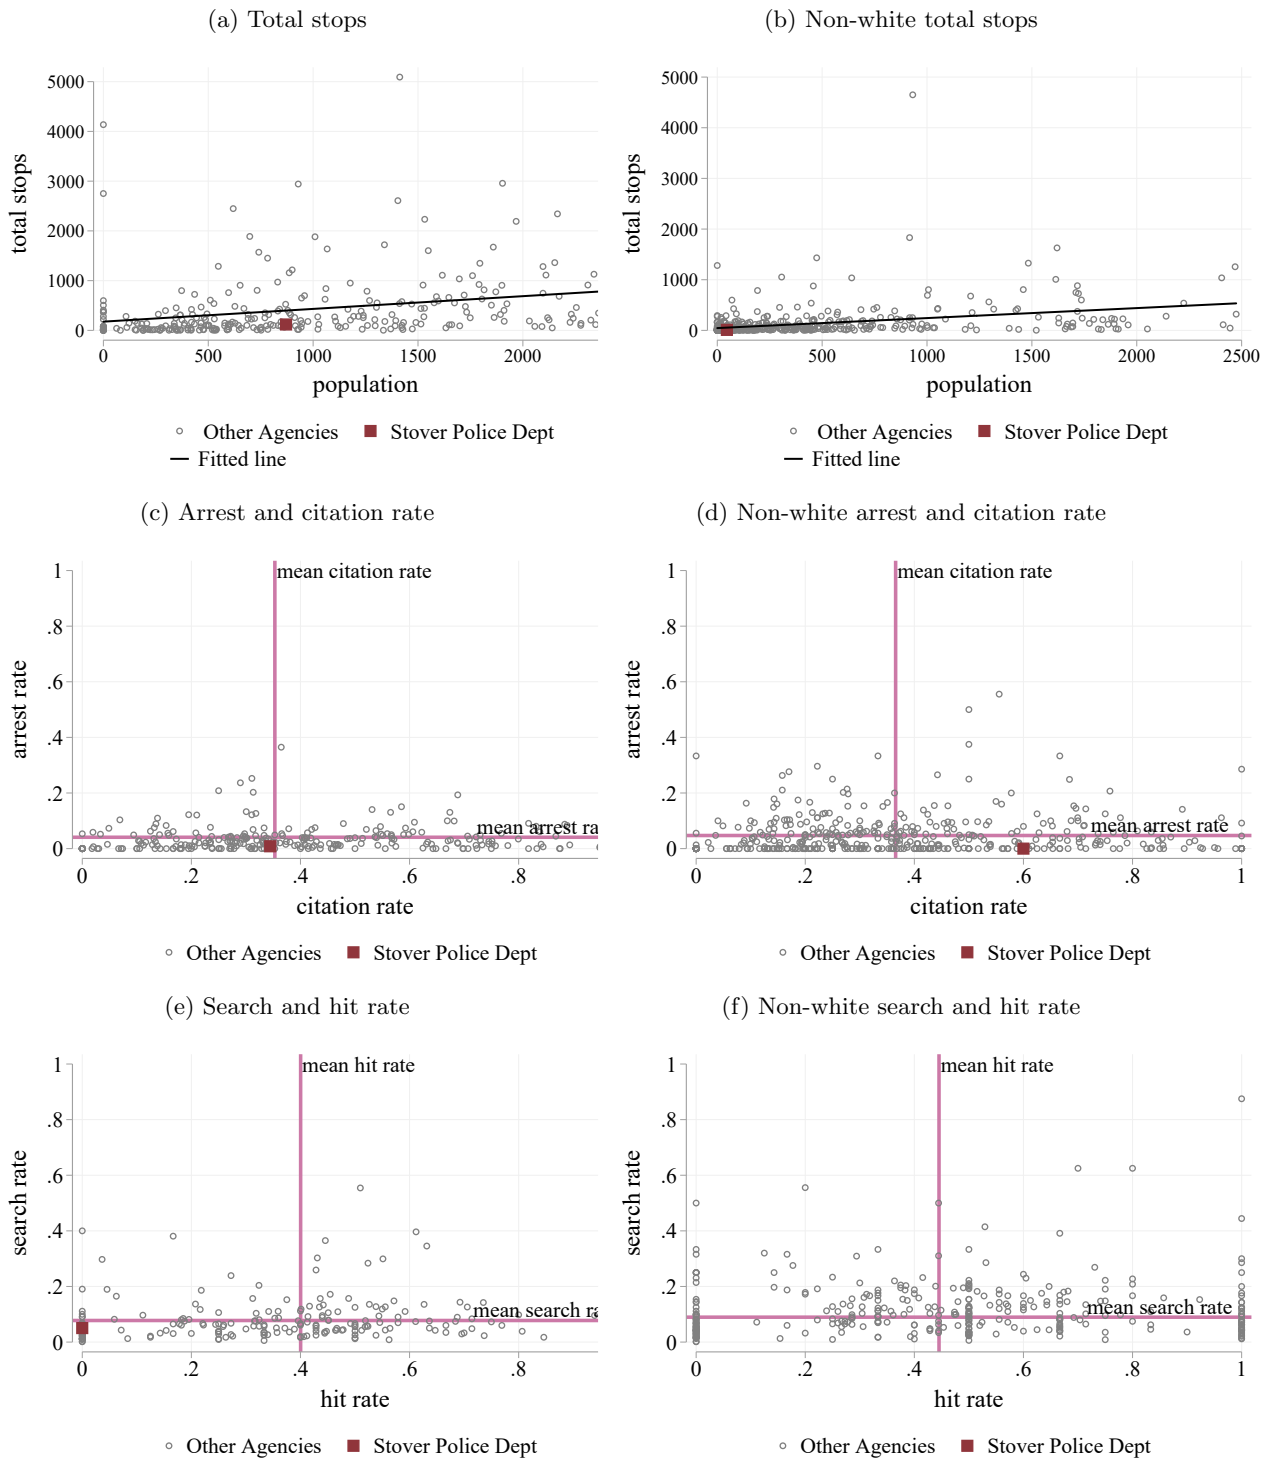 (a) Total stops
total stops
5000
4000
3000
2000
1000
0
0 500 1000 1500 2000
population
Other Agencies Stover Police Dept
Fitted line
(b) Non-white total stops
total stops
5000
4000
3000
2000
1000
0
0 500 1000 1500 2000 2500
population
Other Agencies Stover Police Dept
Fitted line
(c) Arrest and citation rate
mean citation rate
arrest rate
1
.8
.6
.4
.2
0
mean arrest ra
0 .2 .4 .6 .8
citation rate
Other Agencies Stover Police Dept
(d) Non-white arrest and citation rate
mean citation rate
arrest rate
1
.8
.6
.4
.2
0
mean arrest rate
0 .2 .4 .6 .8 1
citation rate
Other Agencies Stover Police Dept
(e) Search and hit rate
mean hit rate
search rate
1
.8
.6
.4
.2
0
mean search ra
0 .2 .4 .6 .8
hit rate
Other Agencies Stover Police Dept
(f) Non-white search and hit rate
mean hit rate
search rate
1
.8
.6
.4
.2
0
mean search rate
0 .2 .4 .6 .8 1
hit rate
Other Agencies Stover Police Dept